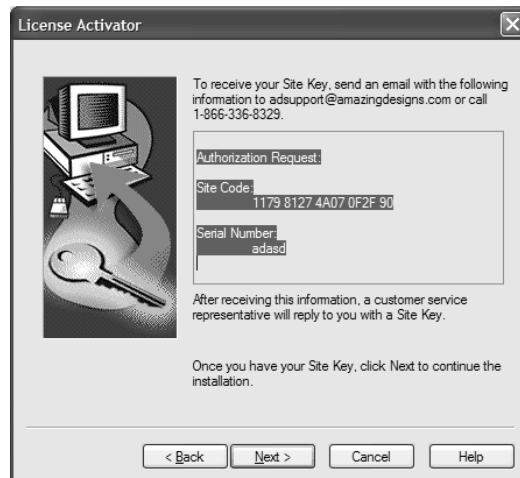 License Activator
To receive your Site Key, send an email with the following
information to adsupport@amazingdesigns.com or call
1-866-336-8329.
Authorization Request:
Site Code:
1179 8127 4A07 0F2F 90
Serial Number:
adasd
After receiving this information, a customer service
representative will reply to you with a Site Key.
Once you have your Site Key, click Next to continue the
installation.
< Back Next > Cancel Help